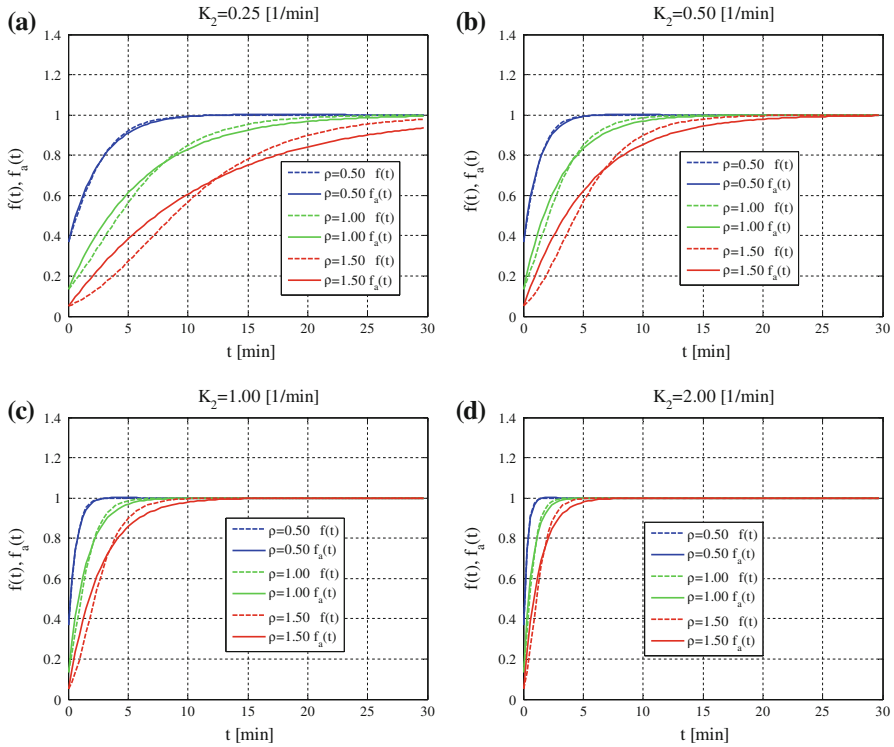 (a)
K₂=0.25 [1/min]
f(t), fₐ(t)
1.4
1.2
1
0.8
0.6
0.4
0.2
0
ρ=0.50 f(t)
ρ=0.50 fₐ(t)
ρ=1.00 f(t)
ρ=1.00 fₐ(t)
ρ=1.50 f(t)
ρ=1.50 fₐ(t)
0 5 10 15 20 25 30
t [min]
(b)
K₂=0.50 [1/min]
f(t), fₐ(t)
1.4
1.2
1
0.8
0.6
0.4
0.2
0
ρ=0.50 f(t)
ρ=0.50 fₐ(t)
ρ=1.00 f(t)
ρ=1.00 fₐ(t)
ρ=1.50 f(t)
ρ=1.50 fₐ(t)
0 5 10 15 20 25 30
t [min]
(c)
K₂=1.00 [1/min]
f(t), fₐ(t)
1.4
1.2
1
0.8
0.6
0.4
0.2
0
ρ=0.50 f(t)
ρ=0.50 fₐ(t)
ρ=1.00 f(t)
ρ=1.00 fₐ(t)
ρ=1.50 f(t)
ρ=1.50 fₐ(t)
0 5 10 15 20 25 30
t [min]
(d)
K₂=2.00 [1/min]
f(t), fₐ(t)
1.4
1.2
1
0.8
0.6
0.4
0.2
0
ρ=0.50 f(t)
ρ=0.50 fₐ(t)
ρ=1.00 f(t)
ρ=1.00 fₐ(t)
ρ=1.50 f(t)
ρ=1.50 fₐ(t)
0 5 10 15 20 25 30
t [min]